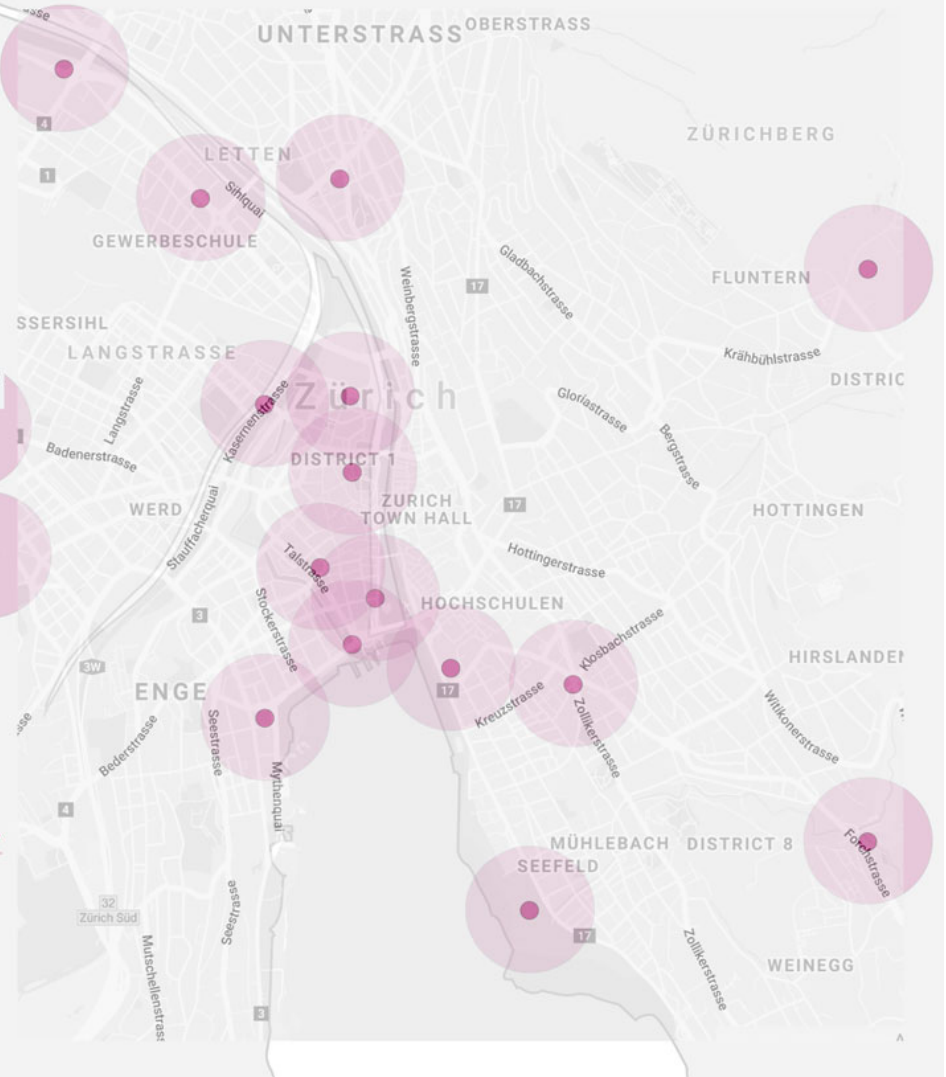 sse
UNTERSTRASS
OBERSTRASS
ZÜRICHBERG
4
LETTEN
1
Sihlquai
GEWERBESCHULE
Gladbachstrasse
FLUNTERN
17
Weinbergstrasse
SSERSIHL
LANGSTRASSE
Krähbühlstrasse
DISTRIC
Zürich
Langstrasse
Kasernenstrasse
Gloriastrasse
Bergstrasse
Badenerstrasse
DISTRICT 1
WERD
ZURICH
TOWN HALL
17
HOTTINGEN
Stauffacherquai
Talstrasse
Hottingerstrasse
3
Stockerstrasse
HOCHSCHULEN
Klosbachstrasse
3W
HIRSLANDEN
ENGE
17
Kreuzstrasse
sse
Bederstrasse
Seestrasse
Zollikerstrasse
Witikonerstrasse
Mythenquai
4
MÜHLEBACH
DISTRICT 8
Forchstrasse
SEEFELD
32
Zürich Süd
Seestrasse
17
Mutschellenstrass
Zollikerstrasse
WEINEGG
3